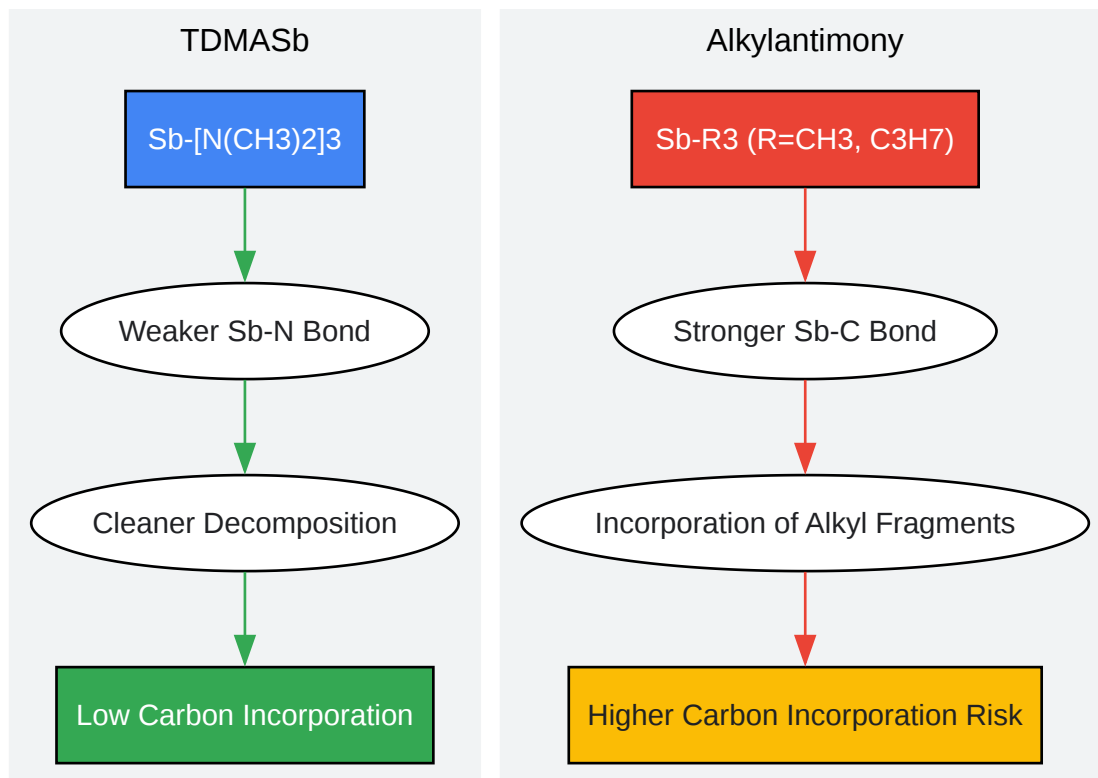 TDMASb
Sb-[N(CH3)2]3
Weaker Sb-N Bond
Cleaner Decomposition
Low Carbon Incorporation
Alkylantimony
Sb-R3 (R=CH3, C3H7)
Stronger Sb-C Bond
Incorporation of Alkyl Fragments
Higher Carbon Incorporation Risk